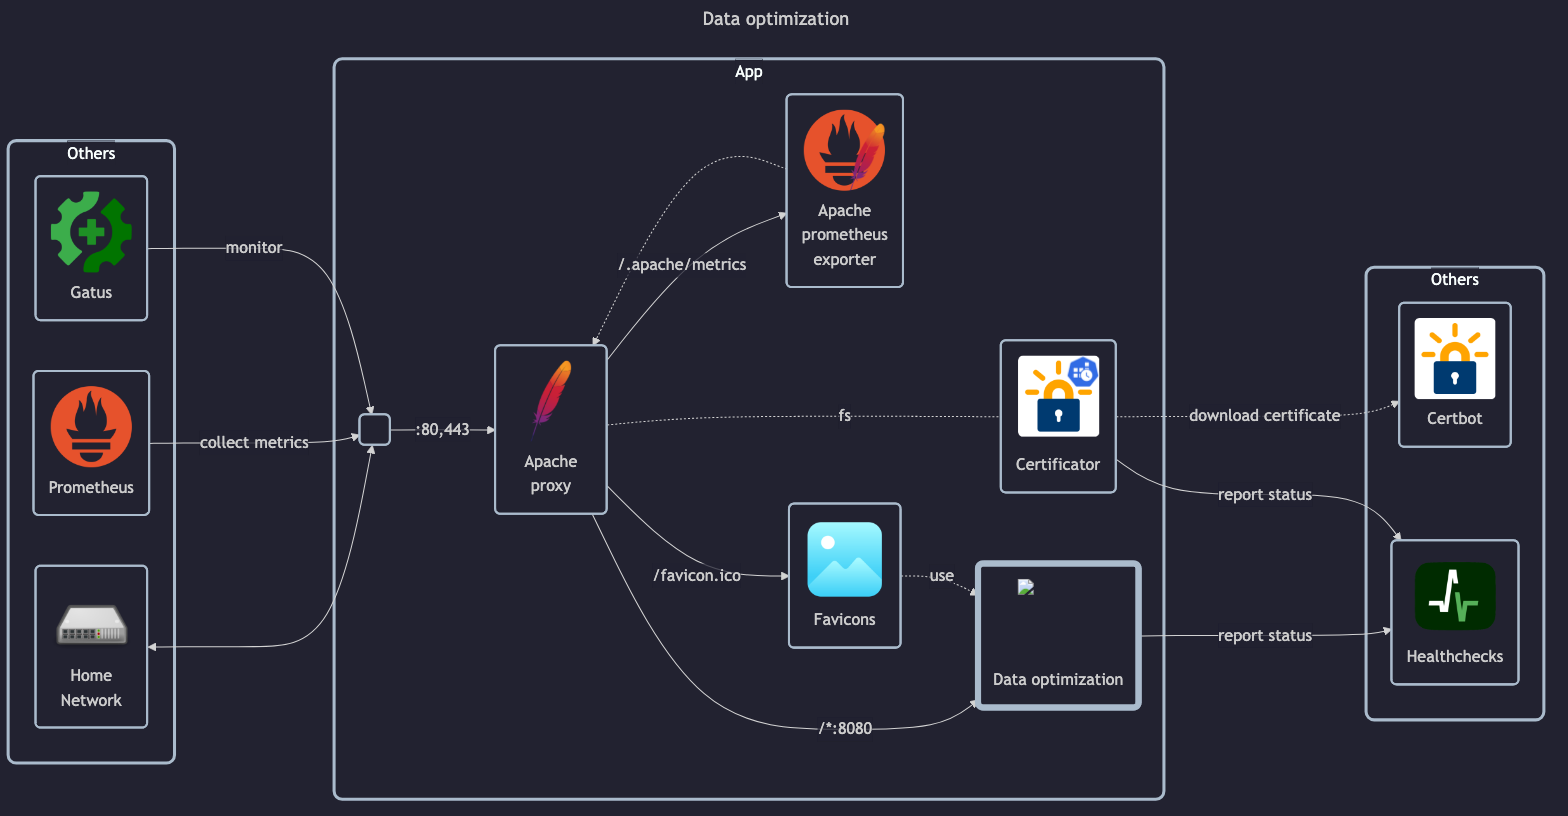 Data optimization
App
Others
Gatus
monitor
Prometheus
collect metrics
Home
Network
:80,443
Apache
proxy
/.apache/metrics
Apache
prometheus
exporter
fs
Certificator
/favicon.ico
Favicons
use
Data optimization
/*:8080
download certificate
report status
report status
Others
Certbot
Healthchecks